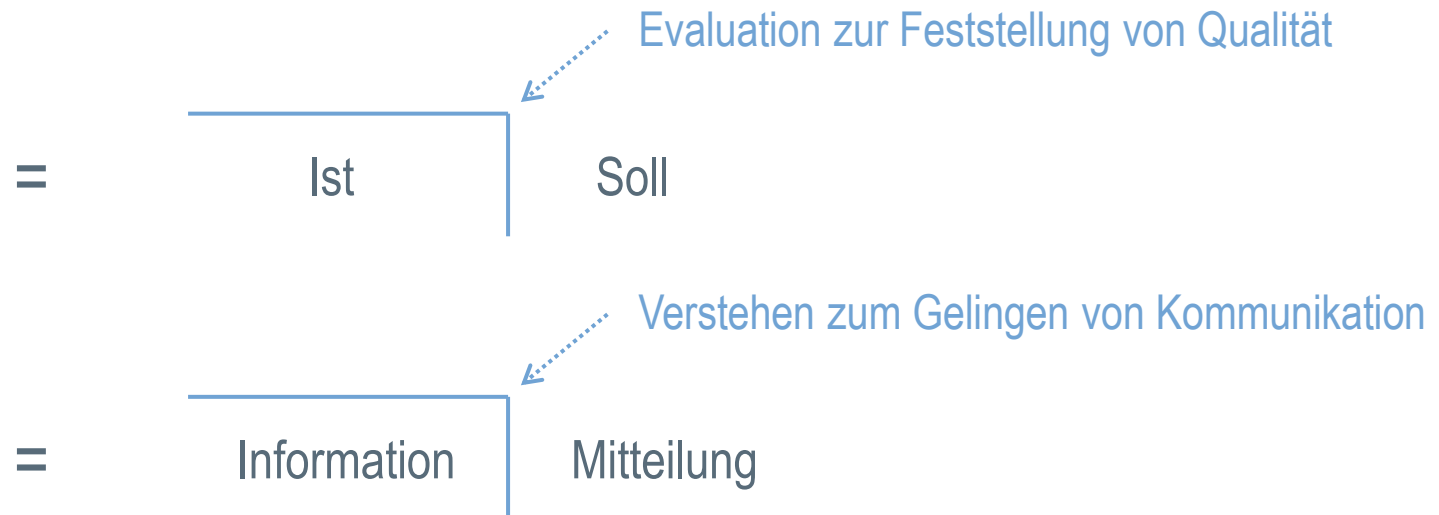 Evaluation zur Feststellung von Qualität
= Ist Soll
Verstehen zum Gelingen von Kommunikation
= Information Mitteilung